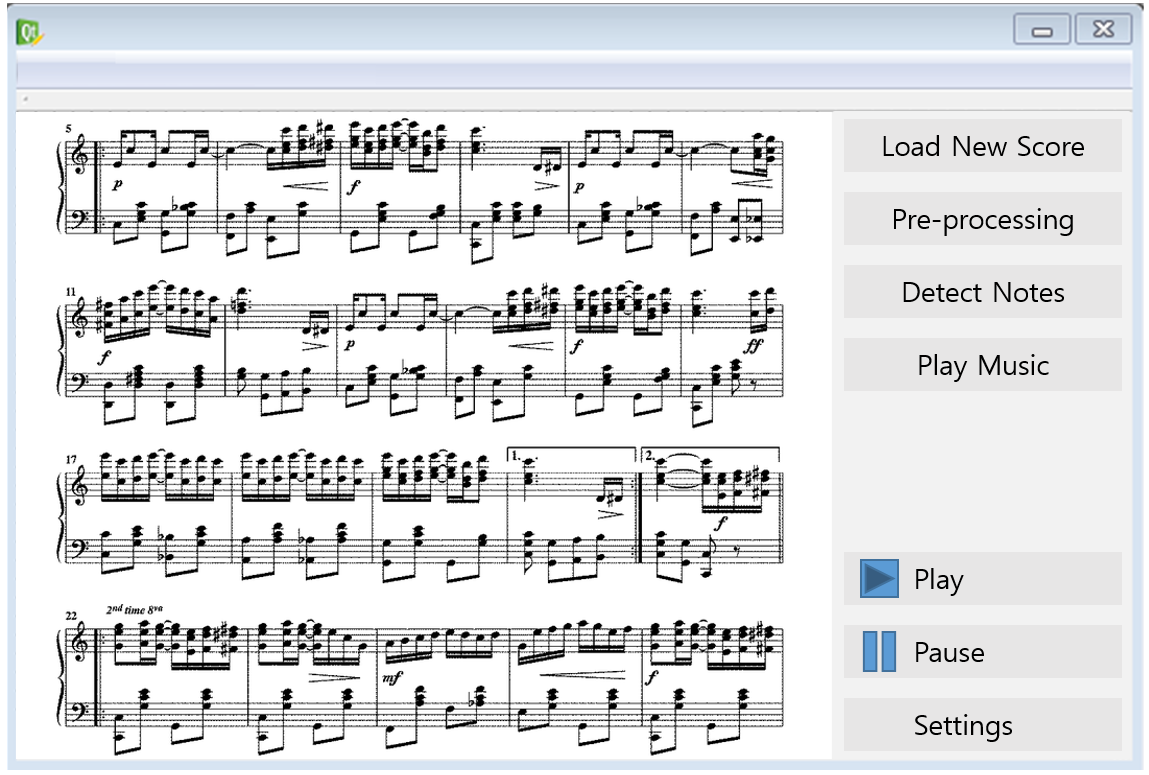 Qt
5
p
f
p
Load New Score
Pre-processing
Detect Notes
11
f
p
f
ff
Play Music
17
1.
2.
f
Play
22
2nd time 8va
mf
f
Pause
Settings